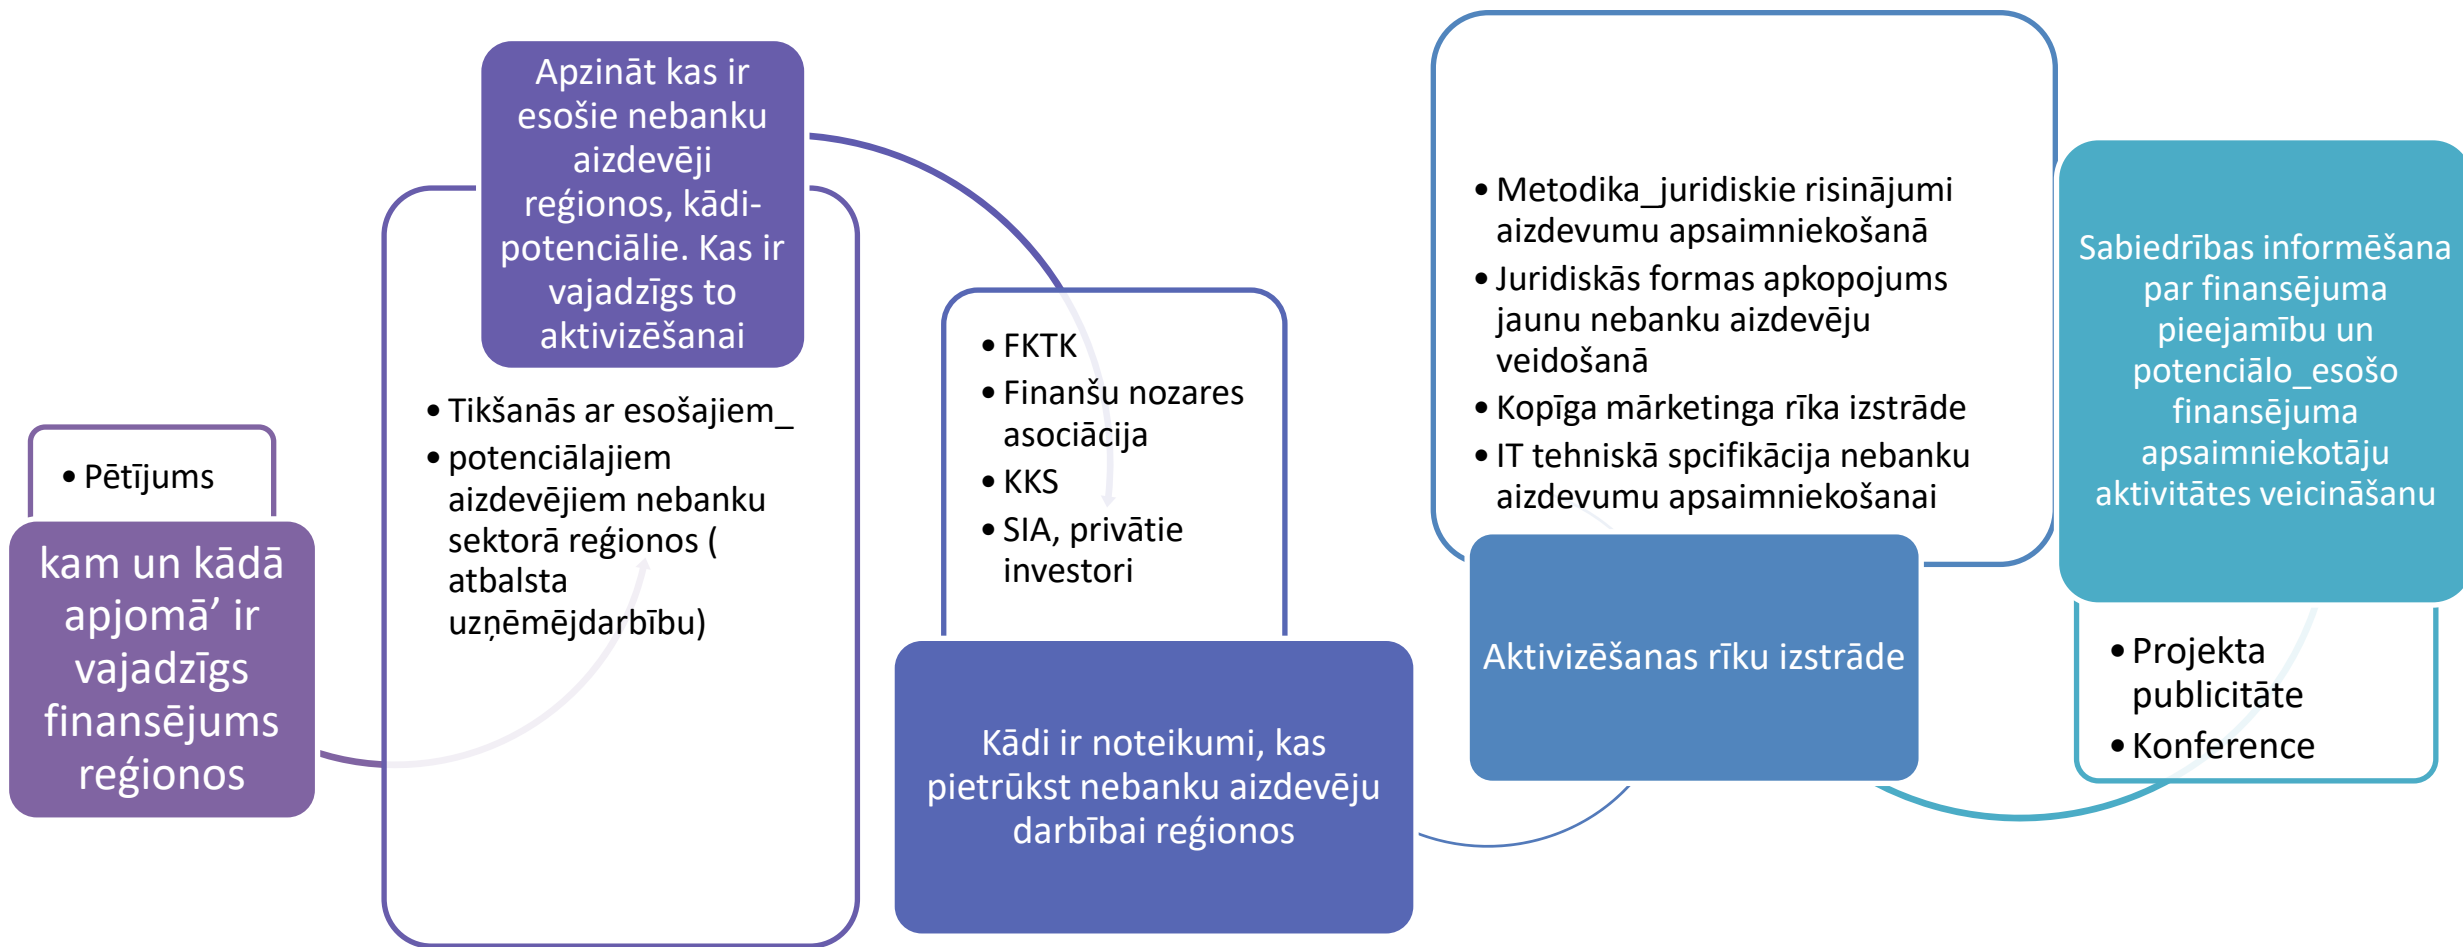 • Pētījums
kam un kādā
apjomā’ ir
vajadzīgs
finansējums
reģionos
Apzināt kas ir
esošie nebanku
aizdevēji
reģionos, kādi-
potenciālie. Kas ir
vajadzīgs to
aktivizēšanai
• Tikšanās ar esošajiem_
• potenciālajiem
aizdevējiem nebanku
sektorā reģionos (
atbalsta
uzņēmējdarbību)
• FKTK
• Finanšu nozares
asociācija
• KKS
• SIA, privātie
investori
Kādi ir noteikumi, kas
pietrūkst nebanku aizdevēju
darbībai reģionos
• Metodika_juridiskie risinājumi
aizdevumu apsaimniekošanā
• Juridiskās formas apkopojums
jaunu nebanku aizdevēju
veidošanā
• Kopīga mārketinga rīka izstrāde
• IT tehniskā spcifikācija nebanku
aizdevumu apsaimniekošanai
Aktivizēšanas rīku izstrāde
Sabiedrības informēšana
par finansējuma
pieejamību un
potenciālo_esošo
finansējuma
apsaimniekotāju
aktivitātes veicināšanu
• Projekta
publicitāte
• Konference